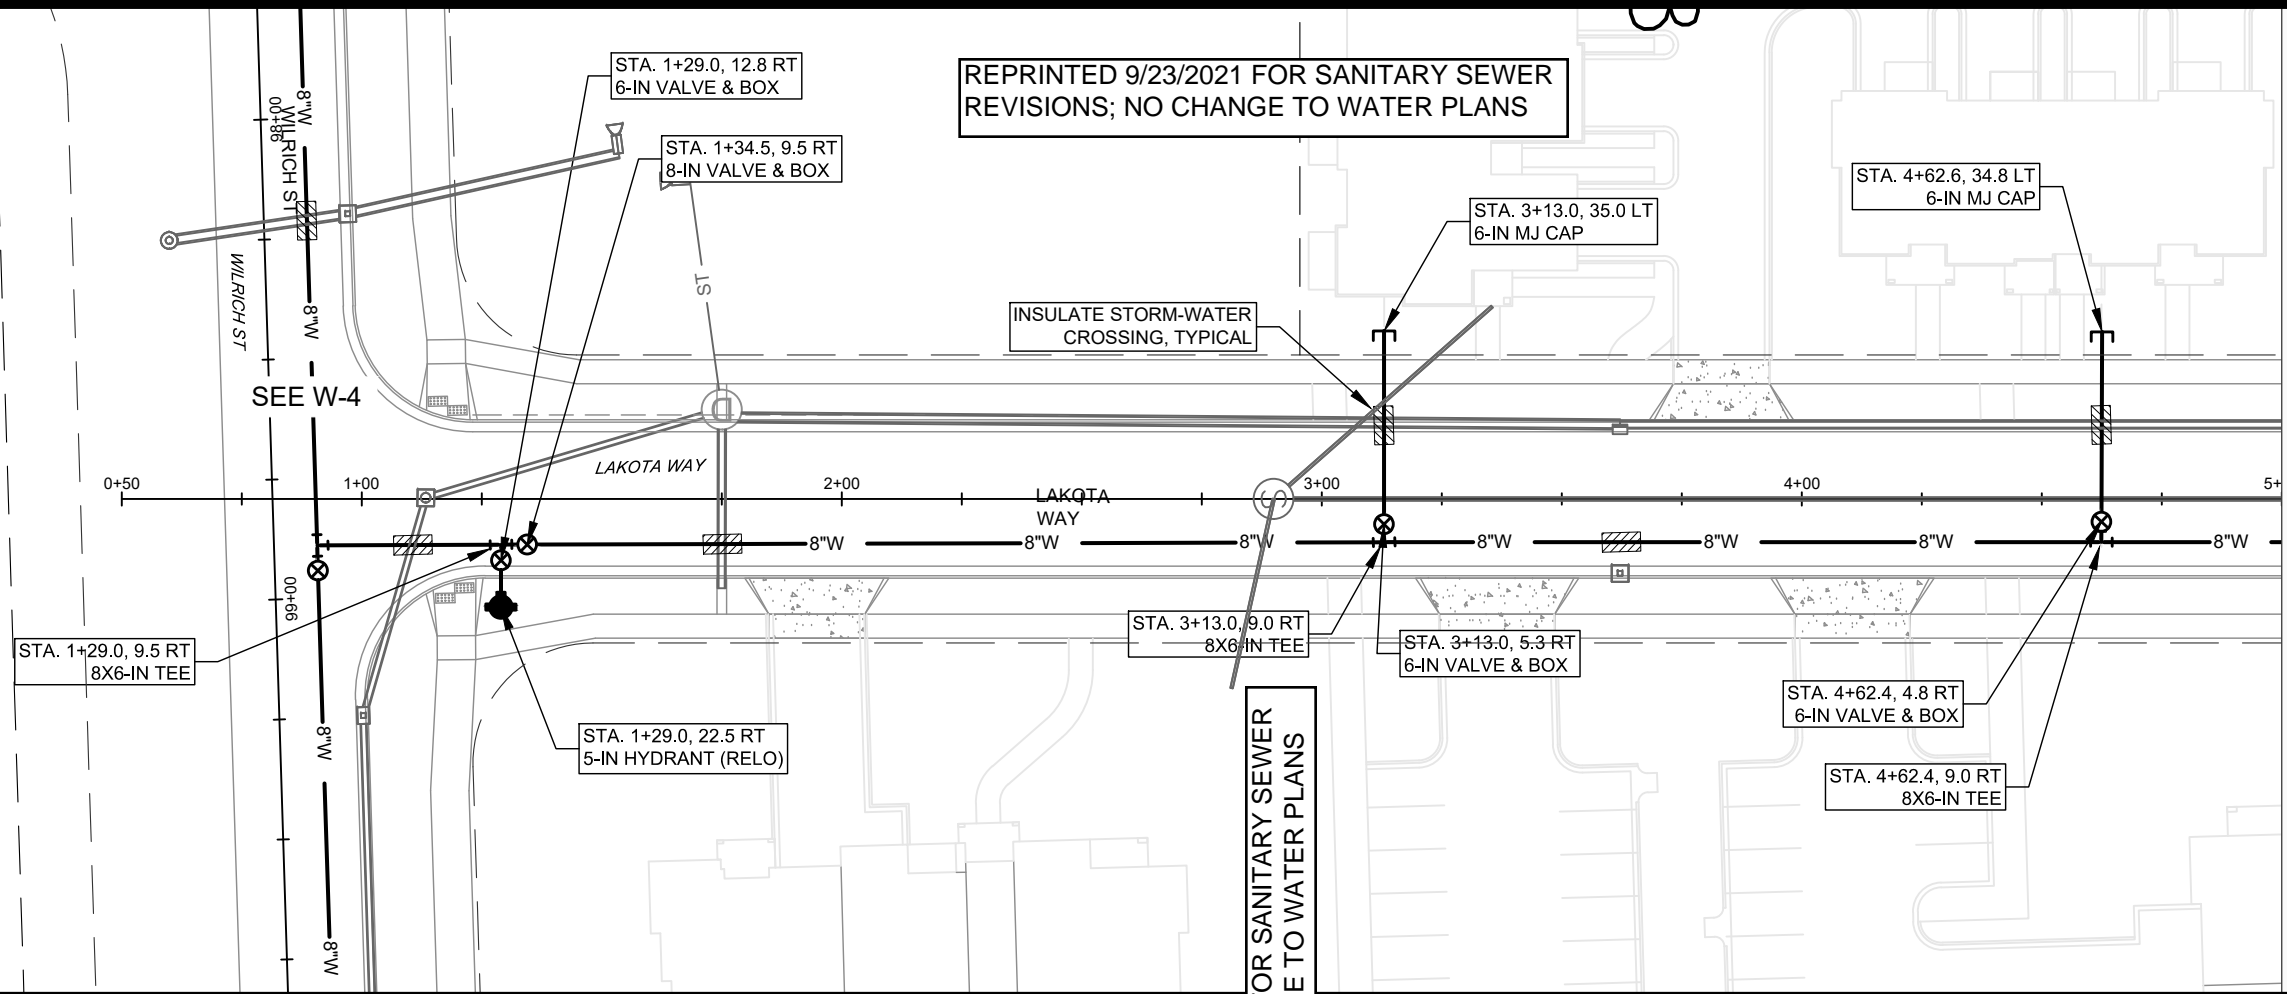 STA. 1+29.0, 12.8 RT
6-IN VALVE & BOX
REPRINTED 9/23/2021 FOR SANITARY SEWER
REVISIONS; NO CHANGE TO WATER PLANS
STA. 1+34.5, 9.5 RT
8-IN VALVE & BOX
98+00
WILRICH ST
8"W
STA. 4+62.6, 34.8 LT
6-IN MJ CAP
STA. 3+13.0, 35.0 LT
6-IN MJ CAP
WILRICH ST
8"W
ST
INSULATE STORM-WATER
CROSSING, TYPICAL
SEE W-4
D
LAKOTA WAY
0+50
1+00
2+00
3+00
4+00
5+
LAKOTA
WAY
S
8"W
8"W
8"W
8"W
8"W
8"W
8"W
99+00
STA. 1+29.0, 9.5 RT
8X6-IN TEE
STA. 3+13.0, 9.0 RT
8X6-IN TEE
STA. 3+13.0, 5.3 RT
6-IN VALVE & BOX
STA. 4+62.4, 4.8 RT
6-IN VALVE & BOX
8"W
STA. 1+29.0, 22.5 RT
5-IN HYDRANT (RELO)
STA. 4+62.4, 9.0 RT
8X6-IN TEE
OR SANITARY SEWER
E TO WATER PLANS
8"W